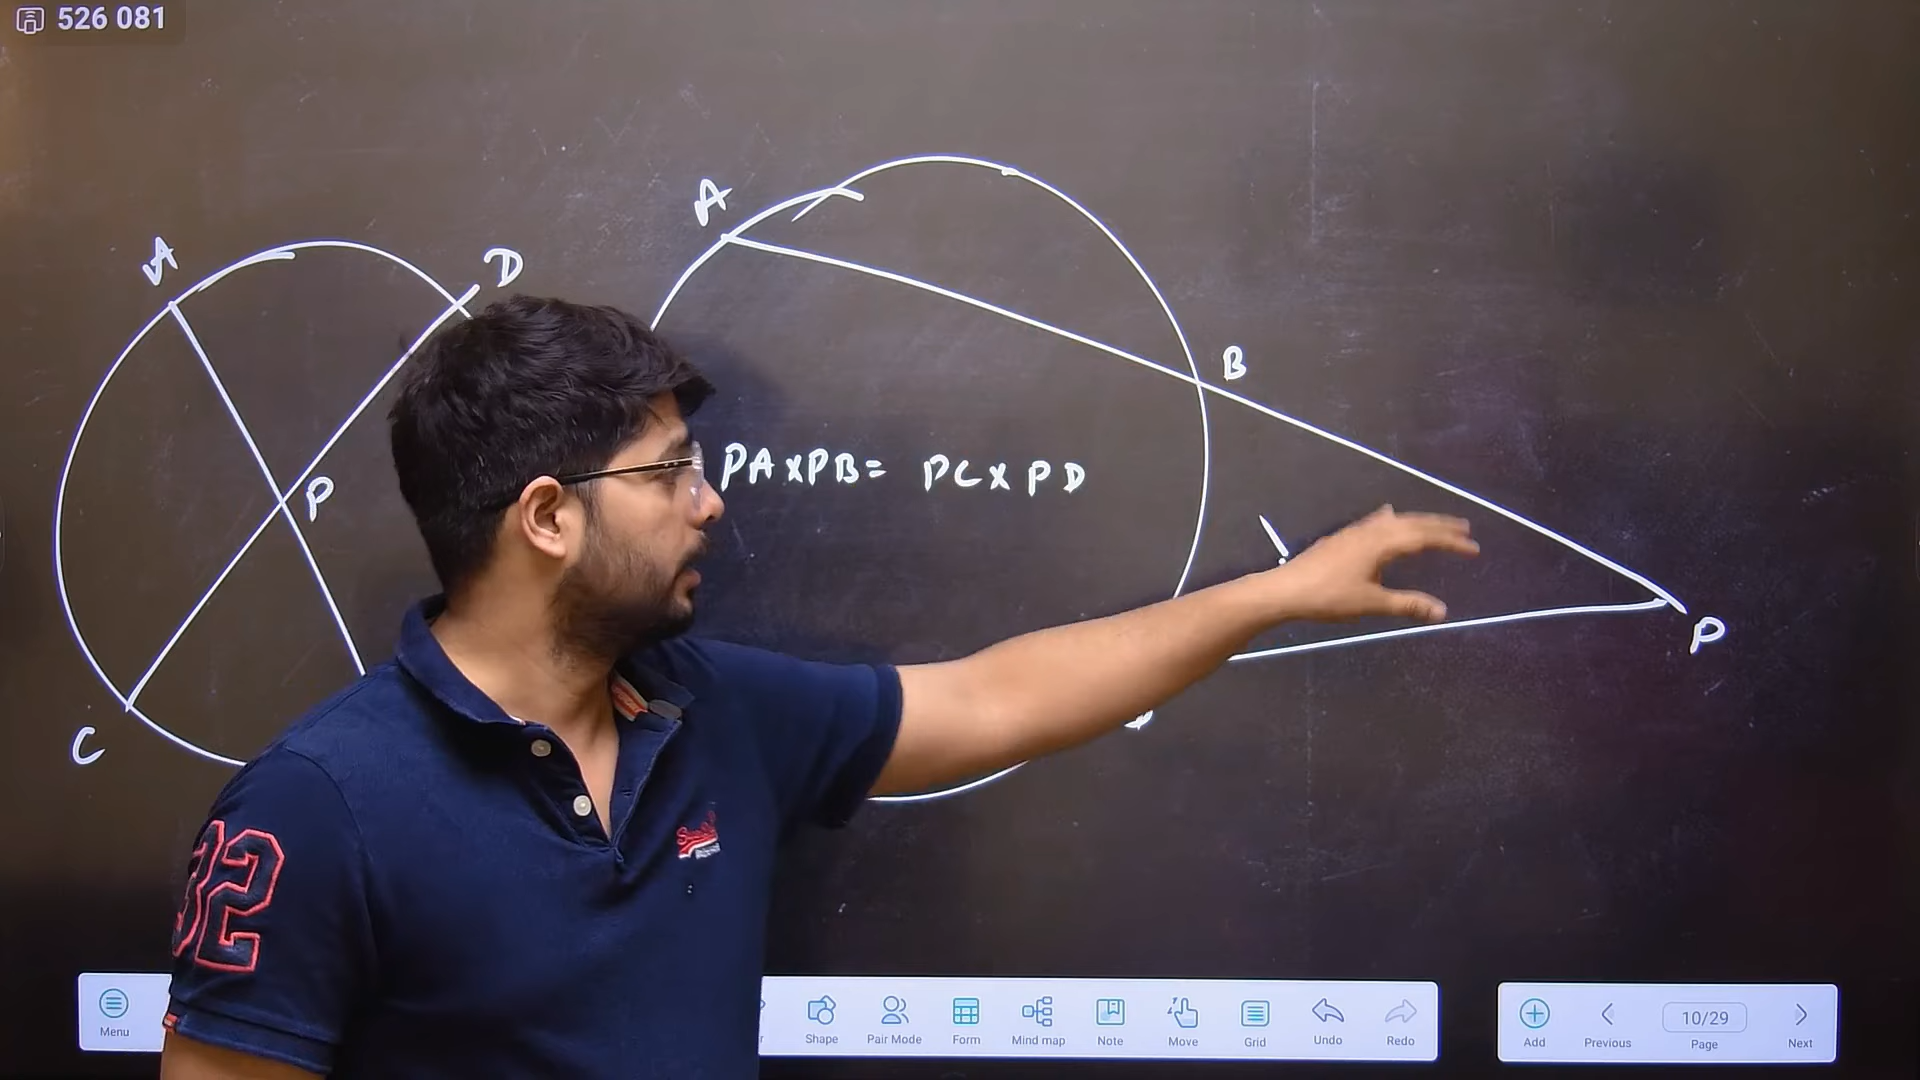 526 081
A
A
D
B
PA x PB = PC x PD
P
P
C
32
Menu
Shape
Pair Mode
Form
Mind map
Note
Move
Grid
Undo
Redo
Add
Previous
10/29
Page
Next